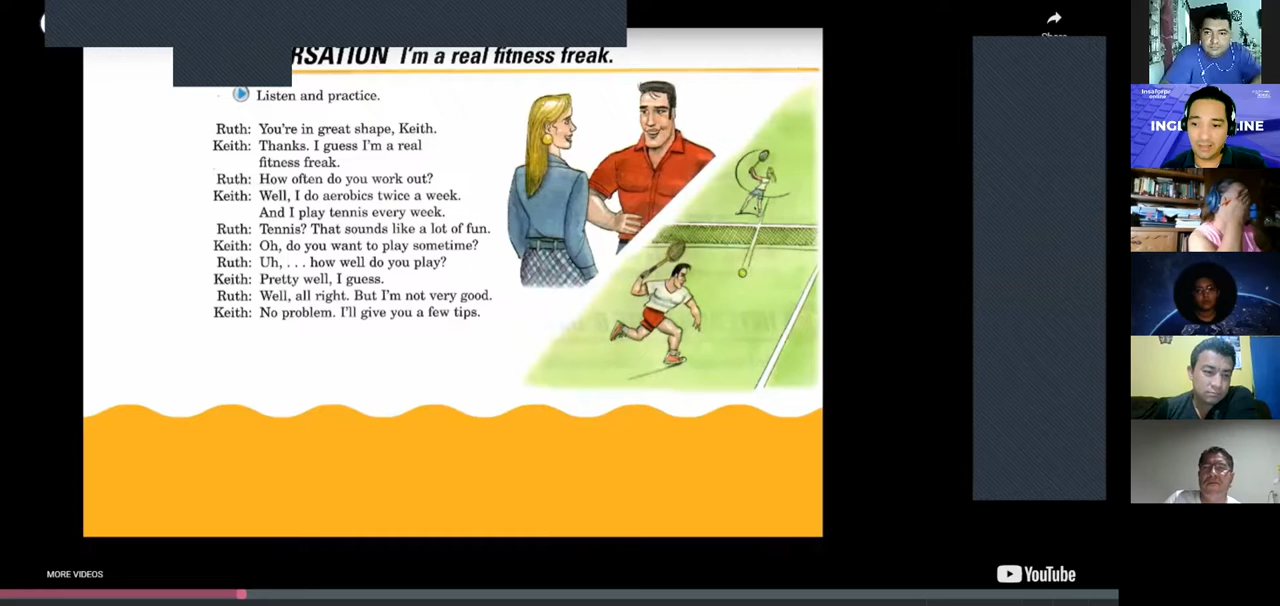 RSATION I'm a real fitness freak.
Listen and practice.
Ruth: You're in great shape, Keith.
Keith: Thanks. I guess I'm a real
fitness freak.
Ruth: How often do you work out?
Keith: Well, I do aerobics twice a week.
And I play tennis every week.
Ruth: Tennis? That sounds like a lot of fun.
Keith: Oh, do you want to play sometime?
Ruth: Uh, . . . how well do you play?
Keith: Pretty well, I guess.
Ruth: Well, all right. But I'm not very good.
Keith: No problem. I'll give you a few tips.
MORE VIDEOS
YouTube
Insaforp
online
INGL
LINE